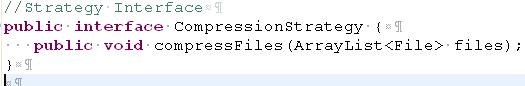 //Strategy Interface
public interface CompressionStrategy {
   public void compressFiles(ArrayList<File> files);
}